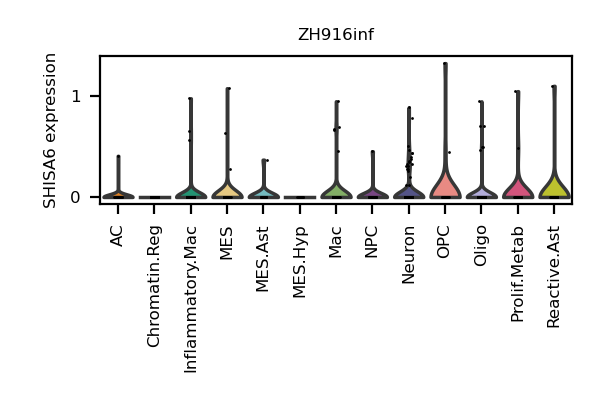 ZH916inf
SHISA6 expression
1
0
AC
Chromatin.Reg
Inflammatory.Mac
MES
MES.Ast
MES.Hyp
Mac
NPC
Neuron
OPC
Oligo
Prolif.Metab
Reactive.Ast